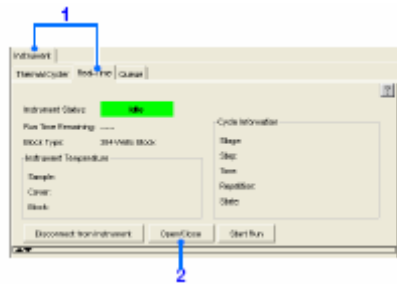 1
Instrument
Thermal Cycler Real-Time Queue
?
Instrument Status: Idle
Run Time Remaining: ----
Block Type: 384-Wells Block
Instrument Temperature
Sample:
Cover:
Block:
Cycle Information
Stage:
Step:
Time:
Repetition:
State:
Disconnect from Instrument Open/Close Start Run
2